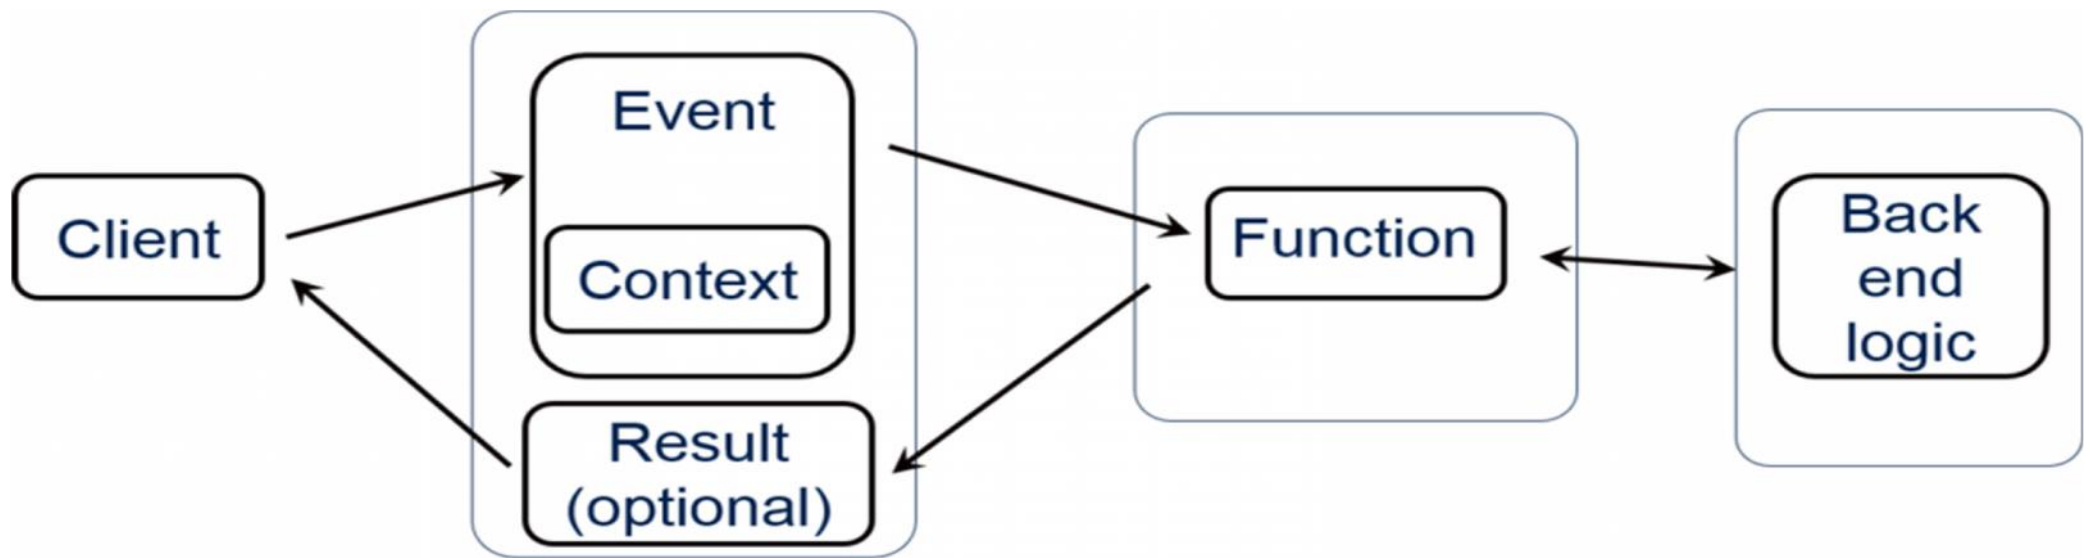 Client
Event
Context
Result
(optional)
Function
Back
end
logic